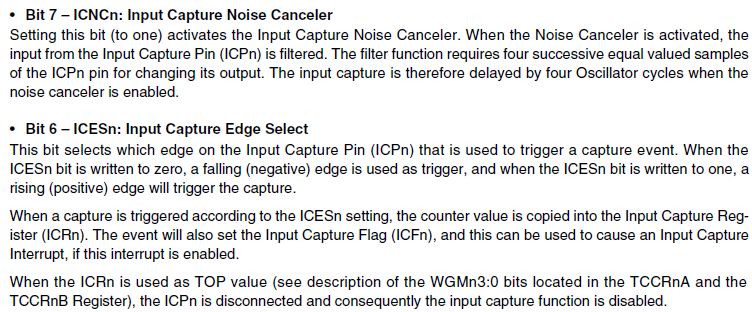 • Bit 7 – ICNCn: Input Capture Noise Canceler
Setting this bit (to one) activates the Input Capture Noise Canceler. When the Noise Canceler is activated, the
input from the Input Capture Pin (ICPn) is filtered. The filter function requires four successive equal valued samples
of the ICPn pin for changing its output. The input capture is therefore delayed by four Oscillator cycles when the
noise canceler is enabled.
• Bit 6 – ICESn: Input Capture Edge Select
This bit selects which edge on the Input Capture Pin (ICPn) that is used to trigger a capture event. When the
ICESn bit is written to zero, a falling (negative) edge is used as trigger, and when the ICESn bit is written to one, a
rising (positive) edge will trigger the capture.
When a capture is triggered according to the ICESn setting, the counter value is copied into the Input Capture Reg-
ister (ICRn). The event will also set the Input Capture Flag (ICFn), and this can be used to cause an Input Capture
Interrupt, if this interrupt is enabled.
When the ICRn is used as TOP value (see description of the WGMn3:0 bits located in the TCCRnA and the
TCCRnB Register), the ICPn is disconnected and consequently the input capture function is disabled.